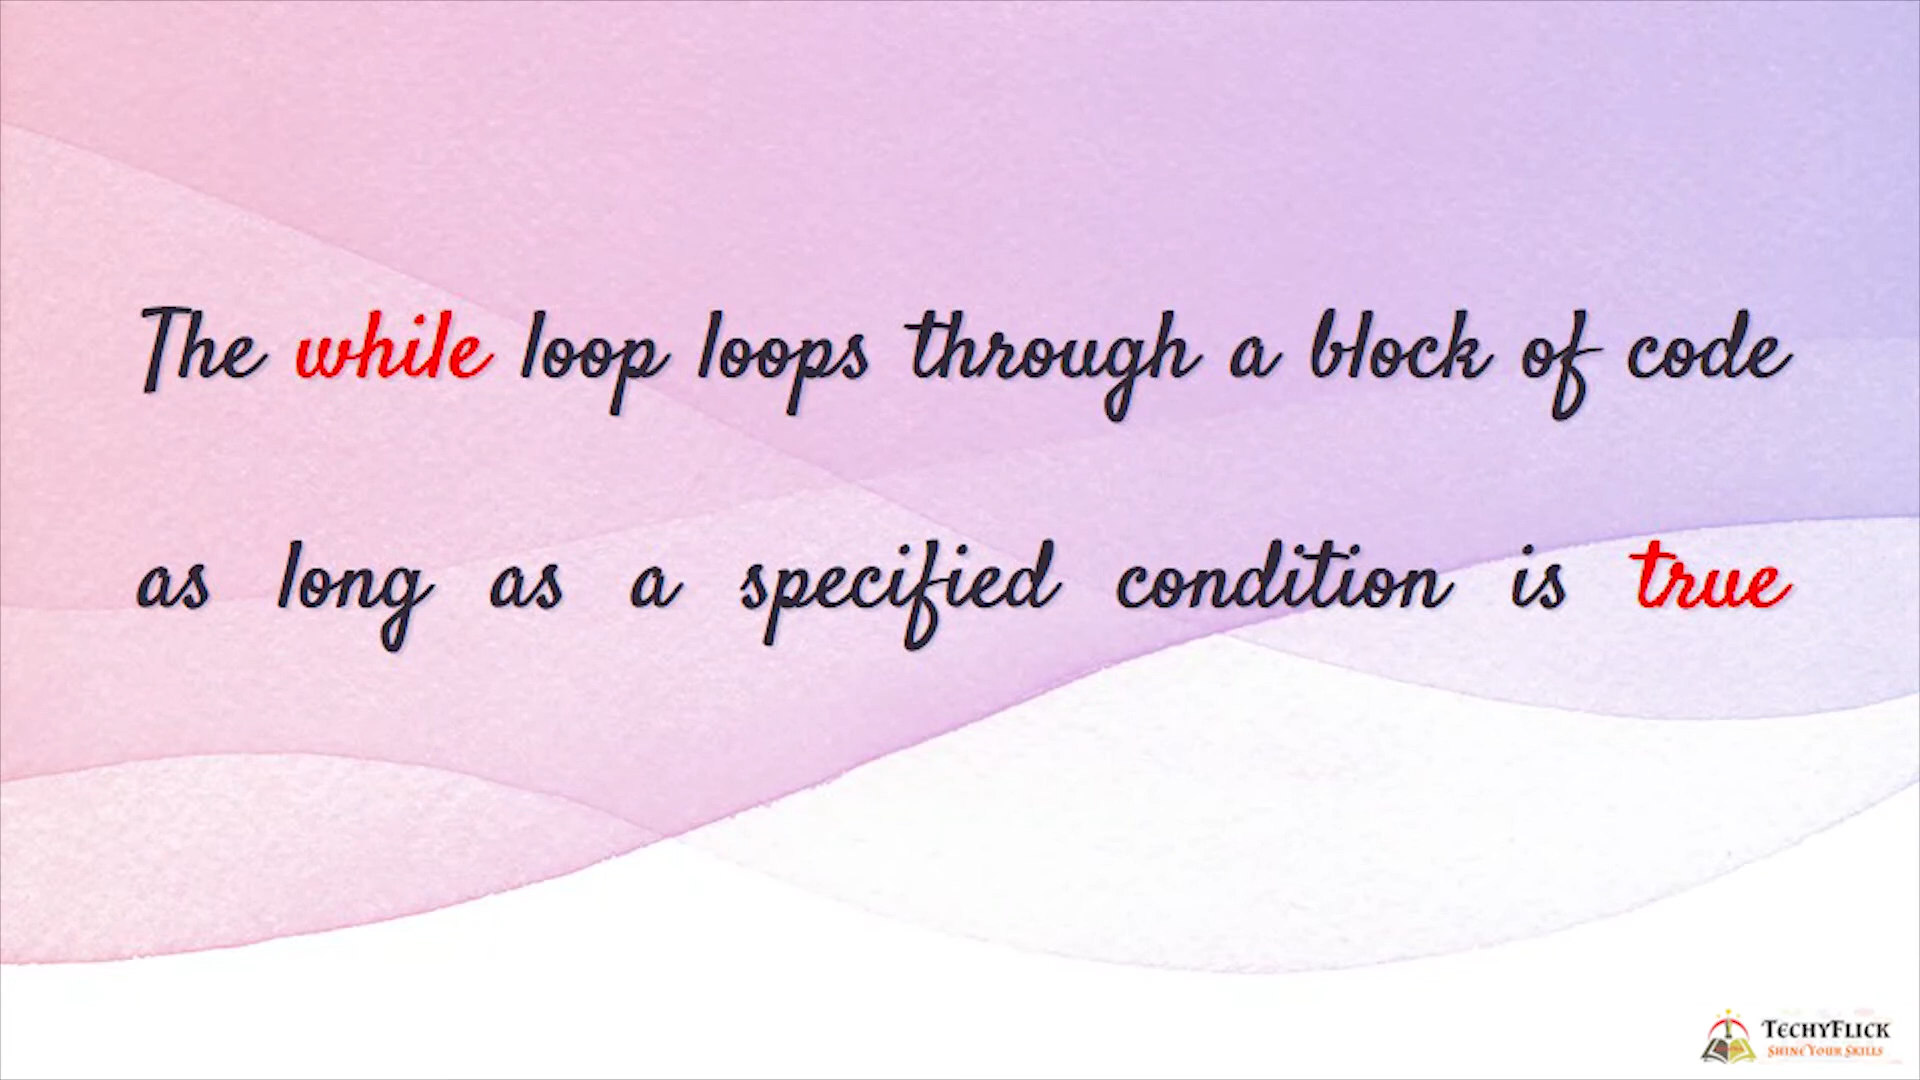 The while loop loops through a block of code
as long as a specified condition is true
TechyFlick
Shine Your Skills